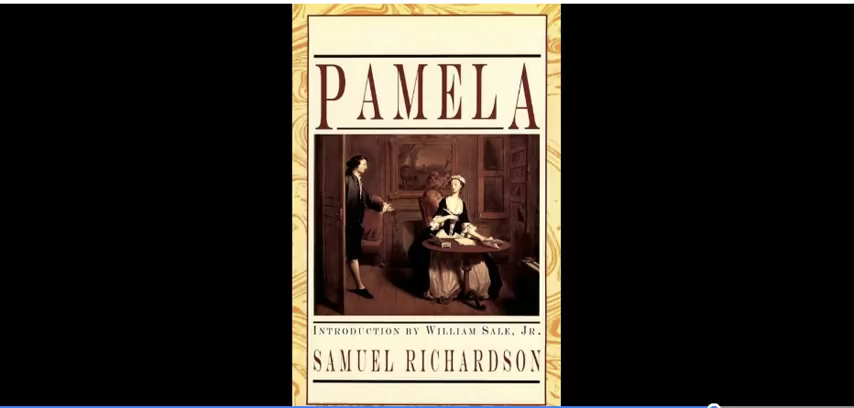 PAMELA
INTRODUCTION BY WILLIAM SALE, JR.
SAMUEL RICHARDSON